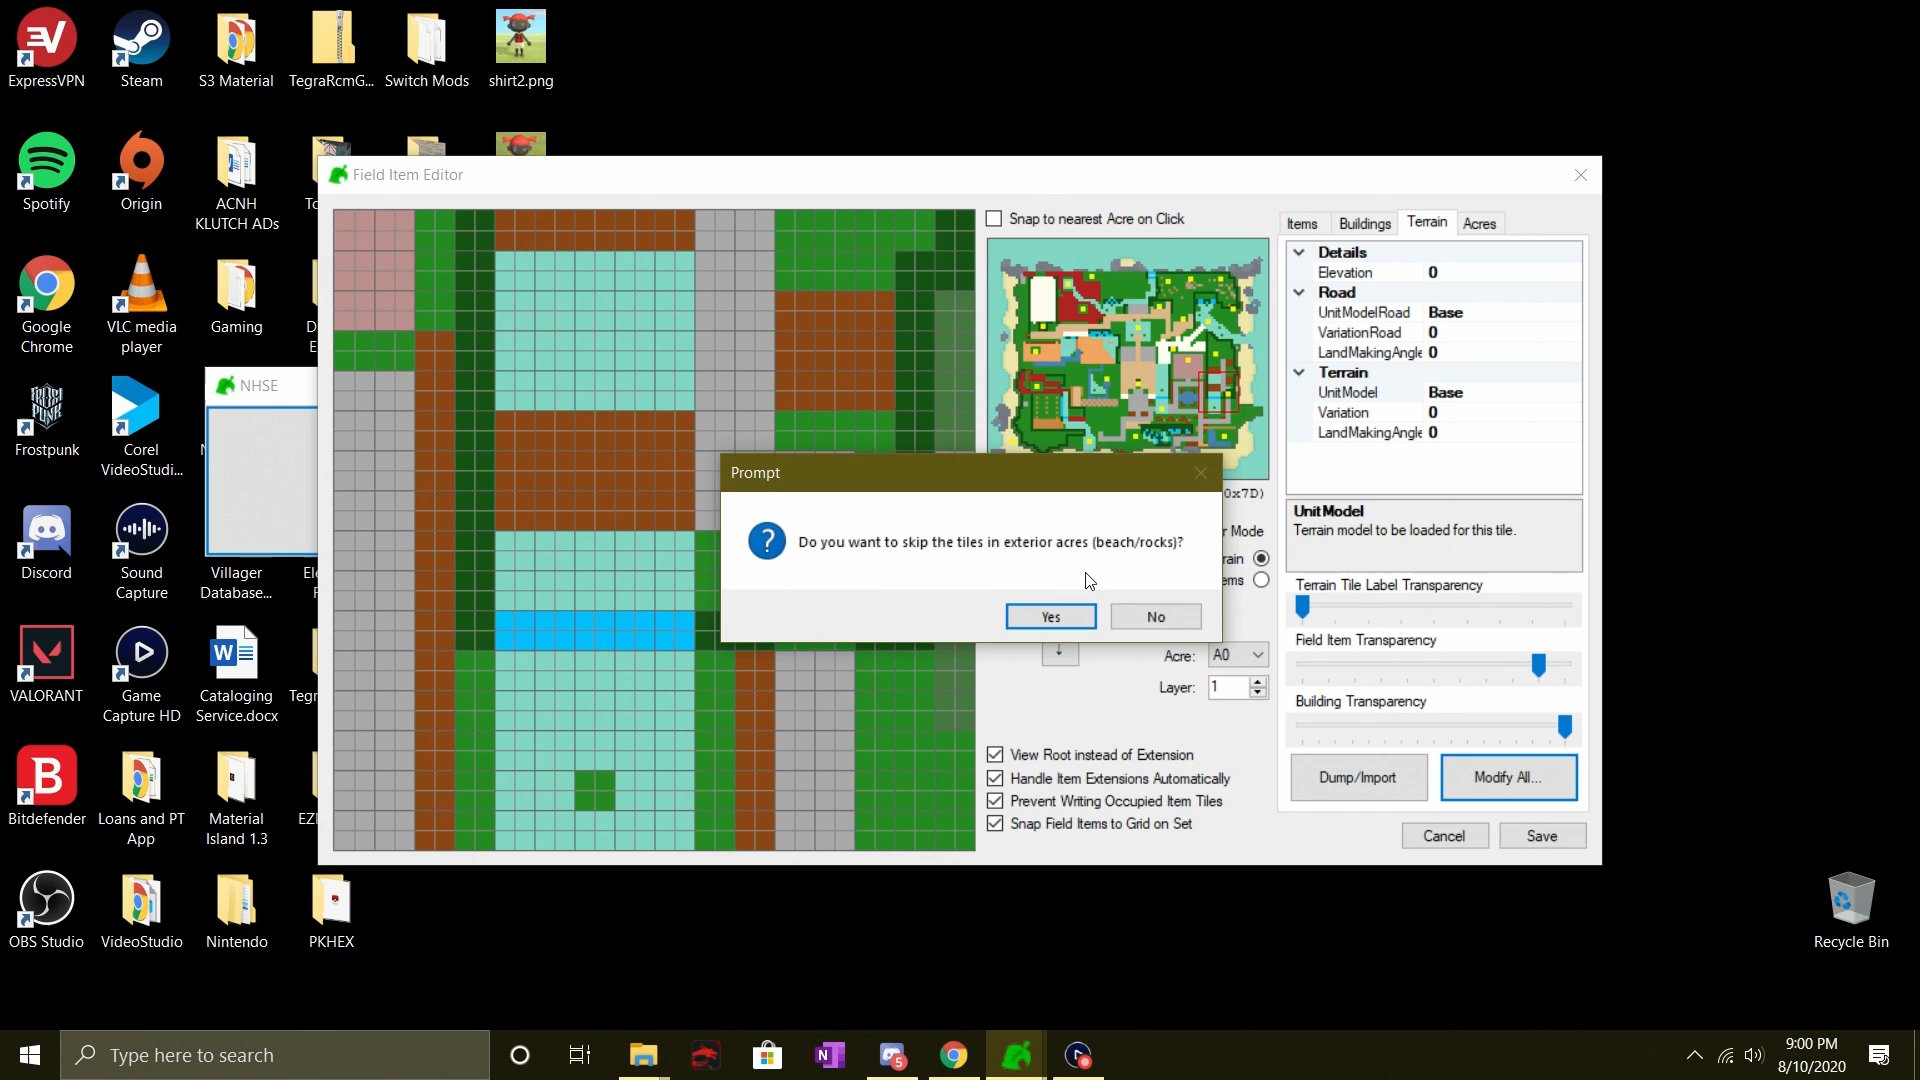 ExpressVPN
Steam
S3 Material
TegraRcmG...
Switch Mods
shirt2.png
Spotify
Origin
ACNH
KLUTCH ADs
Google
Chrome
VLC media
player
Gaming
Frostpunk
Corel
VideoStudi...
Discord
Sound
Capture
Villager
Database...
VALORANT
Game
Capture HD
Cataloging
Service.docx
Bitdefender
Loans and PT
App
Material
Island 1.3
OBS Studio
VideoStudio
Nintendo
PKHEX
Recycle Bin
NHSE
Field Item Editor
Snap to nearest Acre on Click
Items
Buildings
Terrain
Acres
Details
Elevation 0
Road
UnitModelRoad Base
VariationRoad 0
LandMakingAngle 0
Terrain
UnitModel Base
Variation 0
LandMakingAngle 0
UnitModel
Terrain model to be loaded for this tile.
0x7D)
r Mode
rain
ems
Prompt
Do you want to skip the tiles in exterior acres (beach/rocks)?
Yes
No
↓
Acre: A0
Layer: 1
View Root instead of Extension
Handle Item Extensions Automatically
Prevent Writing Occupied Item Tiles
Snap Field Items to Grid on Set
Terrain Tile Label Transparency
Field Item Transparency
Building Transparency
Dump/Import
Modify All...
Cancel
Save
Type here to search
5
9:00 PM
8/10/2020